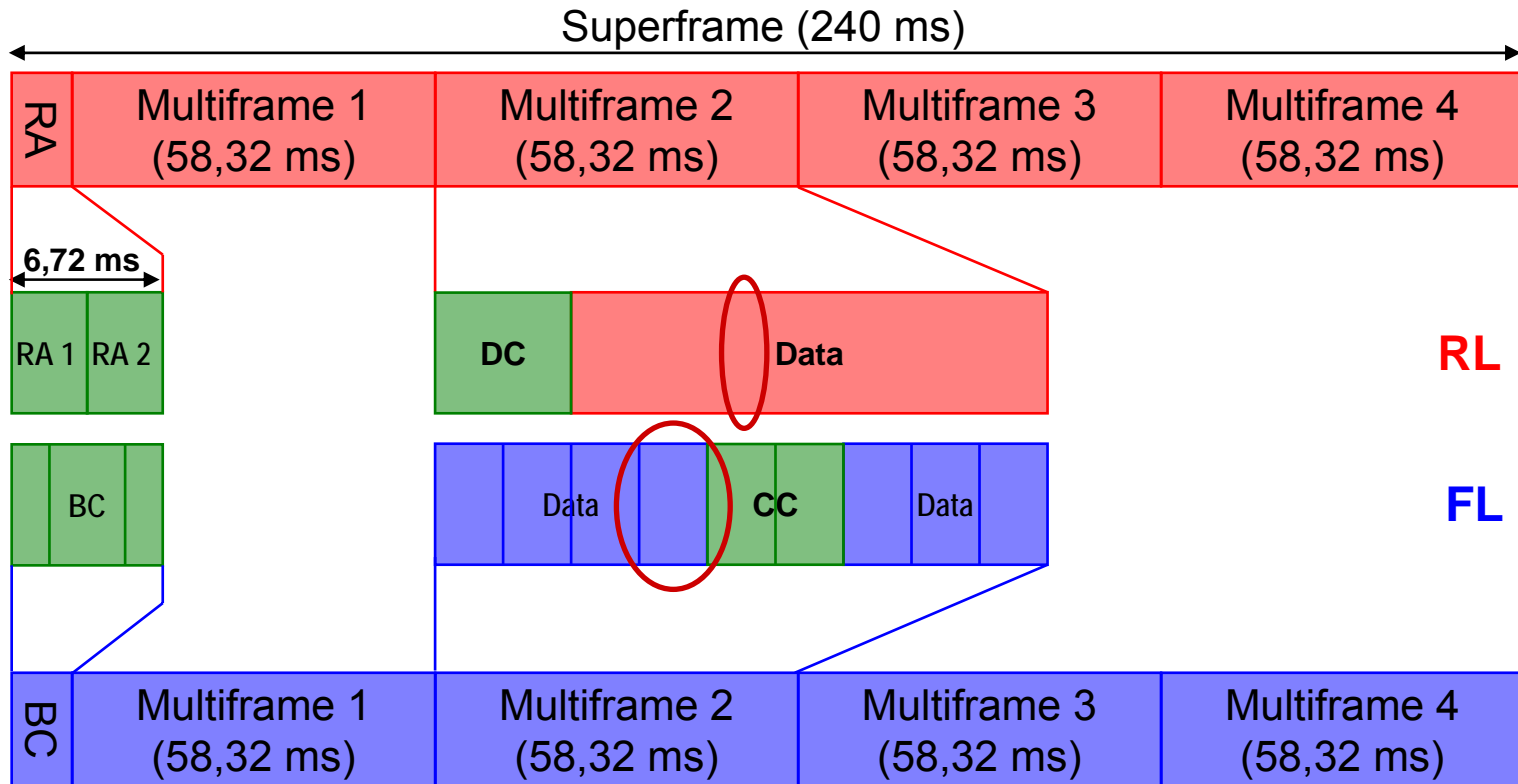 Superframe (240 ms)
RA
Multiframe 1
(58,32 ms)
Multiframe 2
(58,32 ms)
Multiframe 3
(58,32 ms)
Multiframe 4
(58,32 ms)
6,72 ms
RA 1
RA 2
DC
Data
RL
BC
Data
CC
Data
FL
BC
Multiframe 1
(58,32 ms)
Multiframe 2
(58,32 ms)
Multiframe 3
(58,32 ms)
Multiframe 4
(58,32 ms)